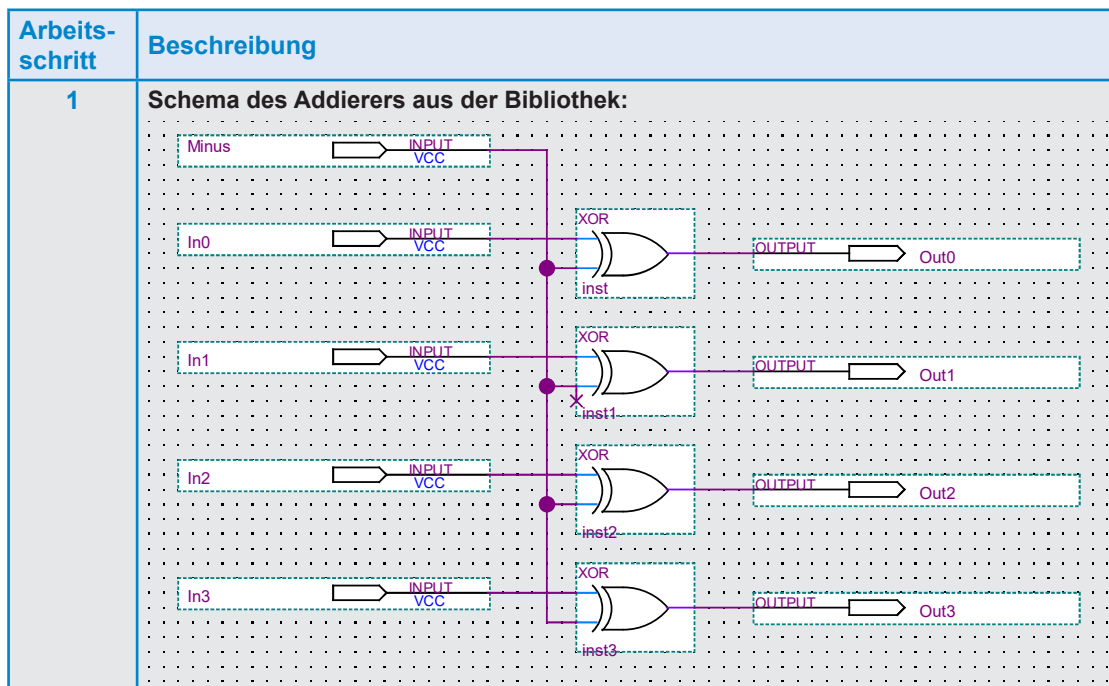 Arbeits-
schritt
Beschreibung
1
Schema des Addierers aus der Bibliothek:
Minus
INPUT
VCC
XOR
In0
INPUT
VCC
OUTPUT
Out0
inst
XOR
In1
INPUT
VCC
OUTPUT
Out1
inst1
XOR
In2
INPUT
VCC
OUTPUT
Out2
inst2
XOR
In3
INPUT
VCC
OUTPUT
Out3
inst3